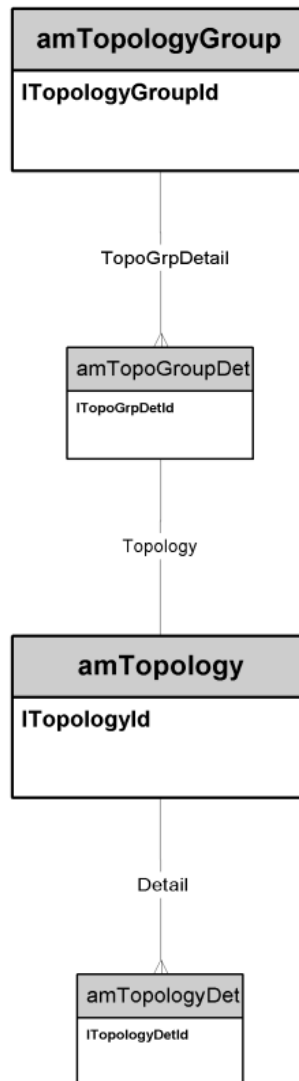 amTopologyGroup
lTopologyGroupId
TopoGrpDetail
amTopoGroupDet
lTopoGrpDetId
Topology
amTopology
lTopologyId
Detail
amTopologyDet
lTopologyDetId